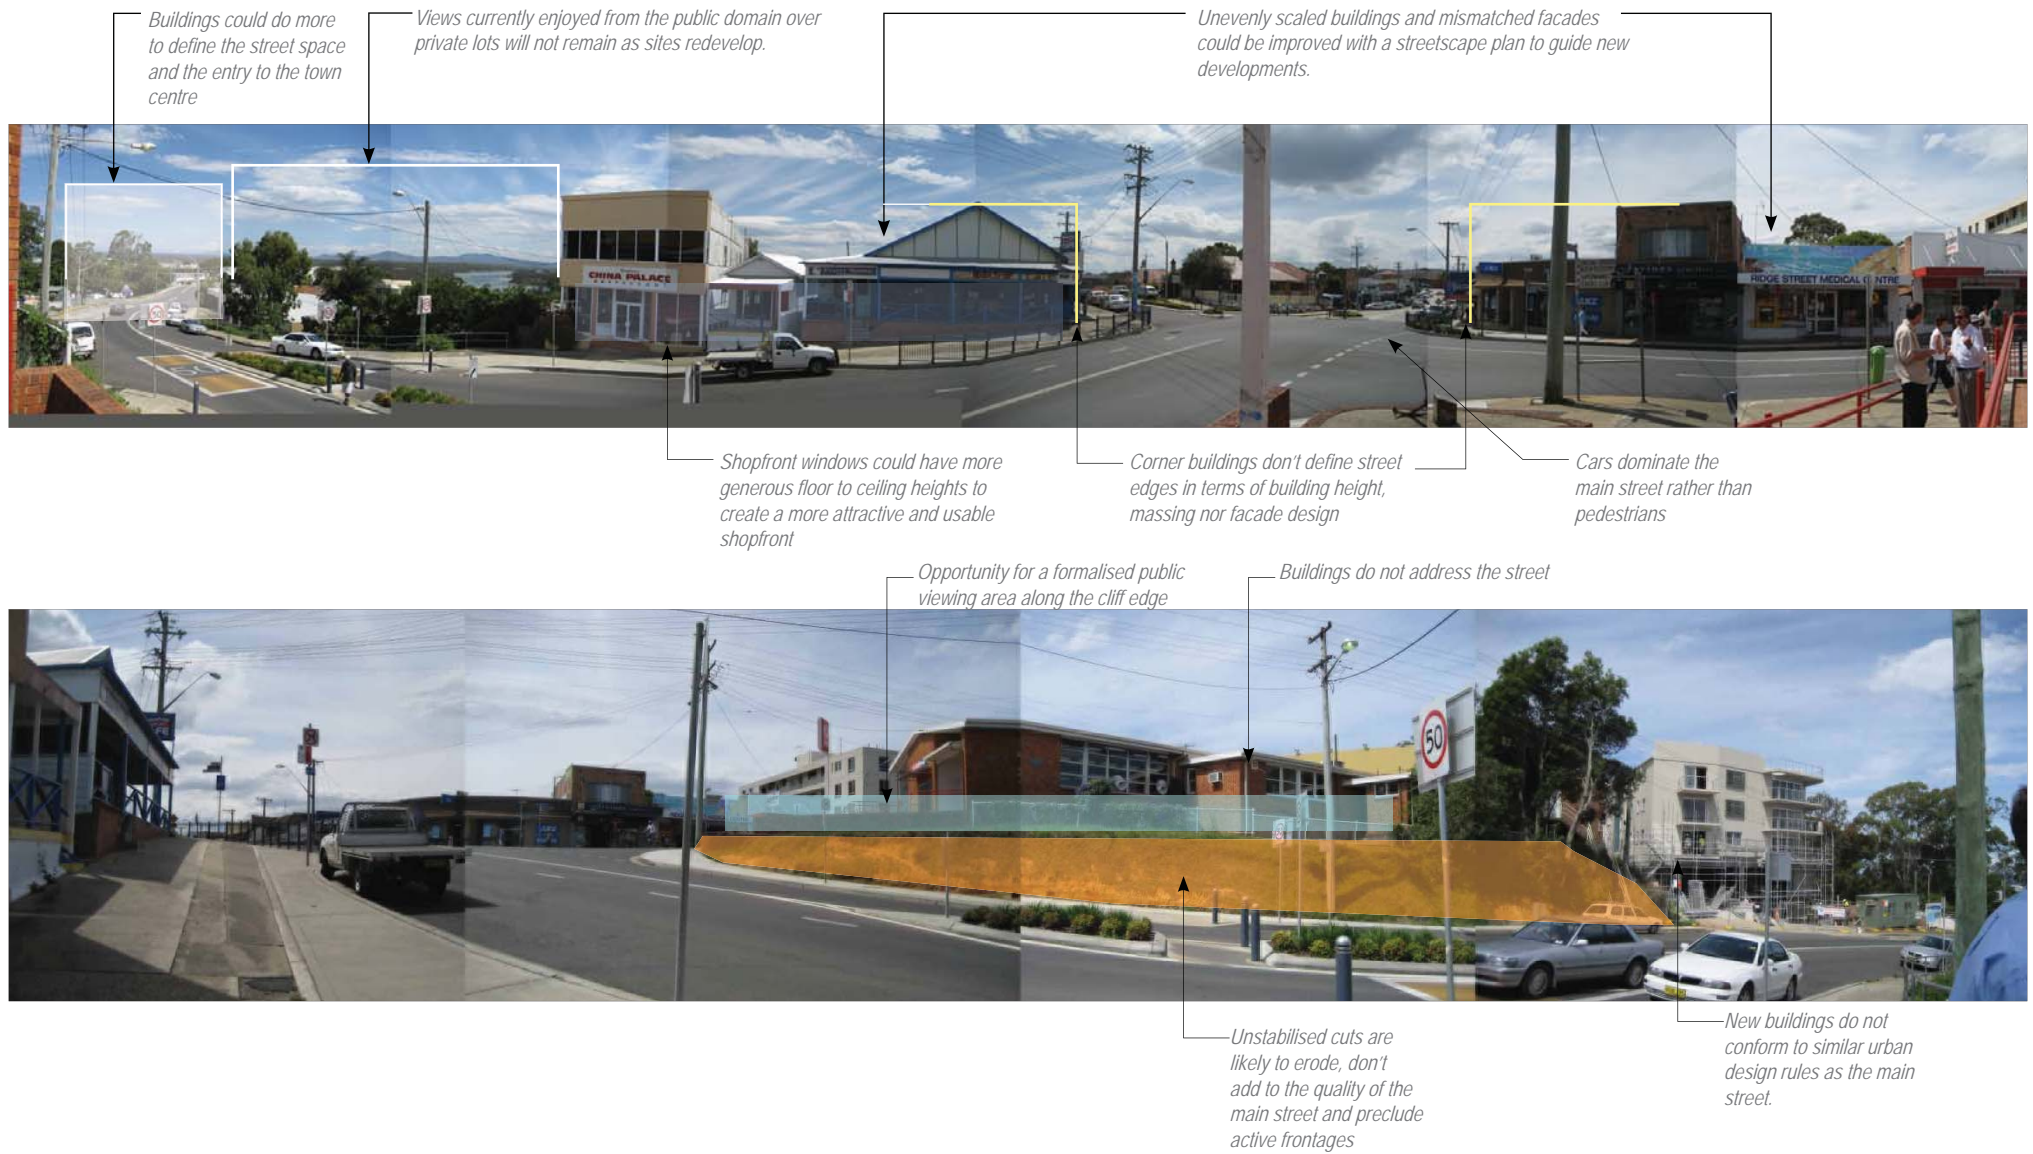 Buildings could do more
to define the street space
and the entry to the town
centre
Views currently enjoyed from the public domain over
private lots will not remain as sites redevelop.
Unevenly scaled buildings and mismatched facades
could be improved with a streetscape plan to guide new
developments.
CHINA PALACE
RIDGE STREET MEDICAL CENTRE
Shopfront windows could have more
generous floor to ceiling heights to
create a more attractive and usable
shopfront
Corner buildings don't define street
edges in terms of building height,
massing nor facade design
Cars dominate the
main street rather than
pedestrians
Opportunity for a formalised public
viewing area along the cliff edge
Buildings do not address the street
50
Unstabilised cuts are
likely to erode, don't
add to the quality of the
main street and preclude
active frontages
New buildings do not
conform to similar urban
design rules as the main
street.